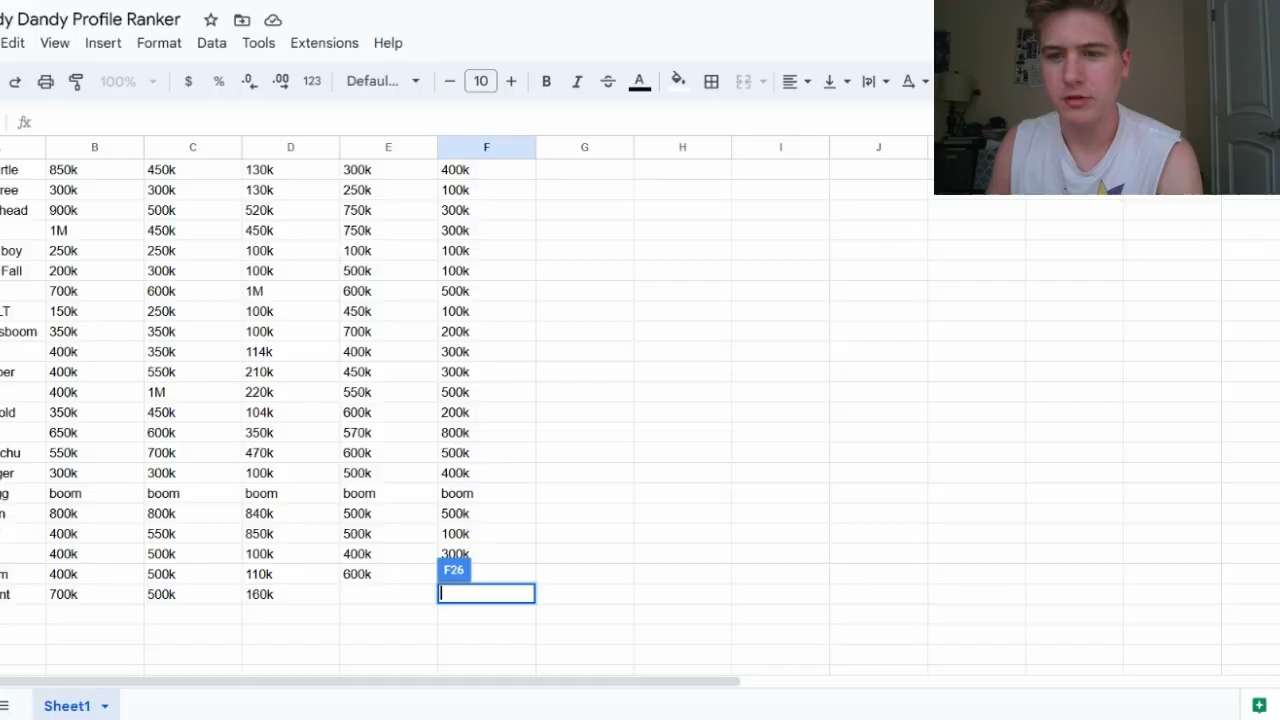 dy Dandy Profile Ranker
Edit View Insert Format Data Tools Extensions Help
100% $ % .0 .00 123 Defaul... − 10 + B I A A
fx
B C D E F G H I J
rtle 850k 450k 130k 300k 400k
ree 300k 300k 130k 250k 100k
head 900k 500k 520k 750k 300k
1M 450k 450k 750k 300k
boy 250k 250k 100k 100k 100k
Fall 200k 300k 100k 500k 100k
700k 600k 1M 600k 500k
LT 150k 250k 100k 450k 100k
sboom 350k 350k 100k 700k 200k
400k 350k 114k 400k 300k
per 400k 550k 210k 450k 300k
400k 1M 220k 550k 500k
old 350k 450k 104k 600k 200k
650k 600k 350k 570k 800k
chu 550k 700k 470k 600k 500k
ger 300k 300k 100k 500k 400k
gg boom boom boom boom boom
n 800k 800k 840k 500k 500k
400k 550k 850k 500k 100k
400k 500k 100k 400k 300k
m 400k 500k 110k 600k F26
nt 700k 500k 160k
Sheet1